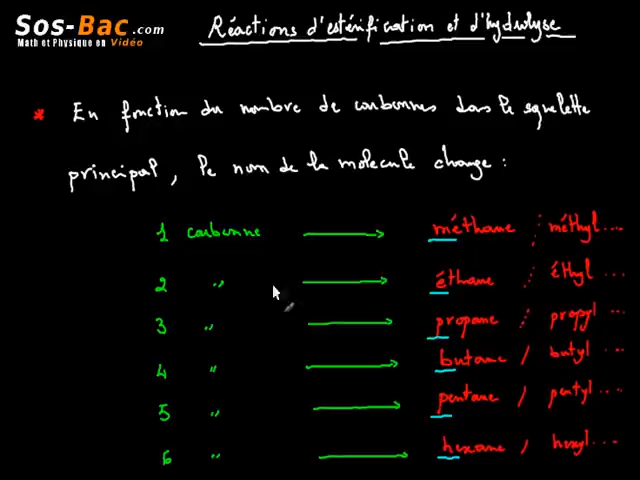 Sos-Bac.com
Math et Physique en Vidéo
Réactions d'estérification et d'hydrolyse
* En fonction du nombre de carbonnes dans le squelette
principal, le nom de la molécule change :
1 carbonne → méthane / méthyl...
2 " → éthane / éthyl...
3 " → propane / propyl...
4 " → butane / butyl...
5 " → pentane / pentyl...
6 " → hexane / hexyl...